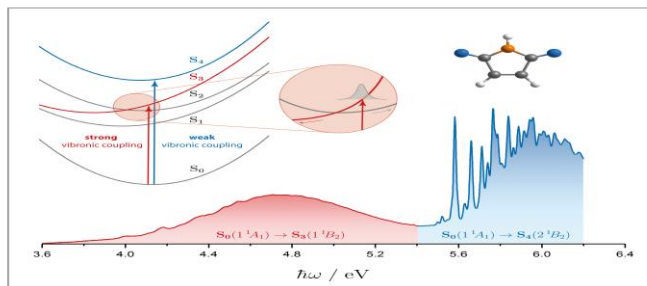 S₄
S₃
S₂
S₁
strong
vibronic coupling
weak
vibronic coupling
S₀
S₀(1 ¹A₁) → S₃(1 ¹B₂)
S₀(1 ¹A₁) → S₄(2 ¹B₂)
3.6 4.0 4.4 4.8 5.2 5.6 6.0 6.4
ħω / eV